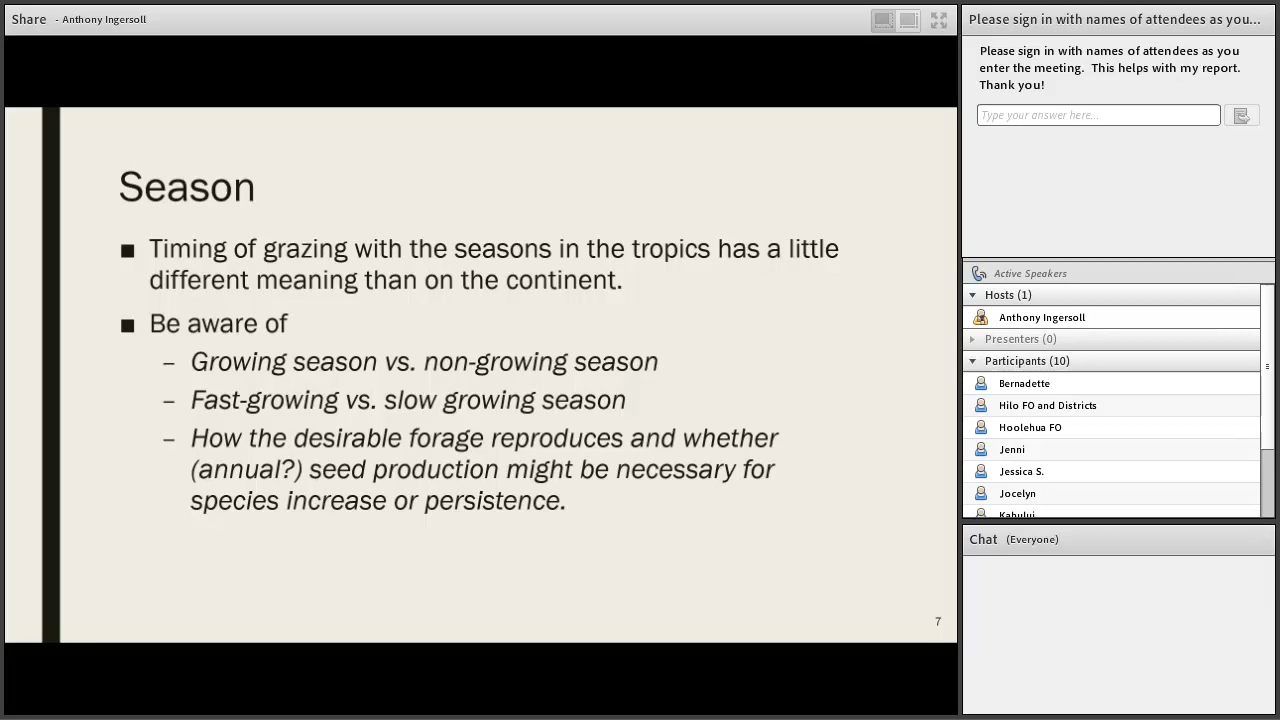 Share - Anthony Ingersoll
Season
■ Timing of grazing with the seasons in the tropics has a little
different meaning than on the continent.
■ Be aware of
– Growing season vs. non-growing season
– Fast-growing vs. slow growing season
– How the desirable forage reproduces and whether
(annual?) seed production might be necessary for
species increase or persistence.
7
Please sign in with names of attendees as you...
Please sign in with names of attendees as you
enter the meeting.  This helps with my report.
Thank you!
Type your answer here...
Active Speakers
Hosts (1)
Anthony Ingersoll
Presenters (0)
Participants (10)
Bernadette
Hilo FO and Districts
Hoolehua FO
Jenni
Jessica S.
Jocelyn
Chat (Everyone)